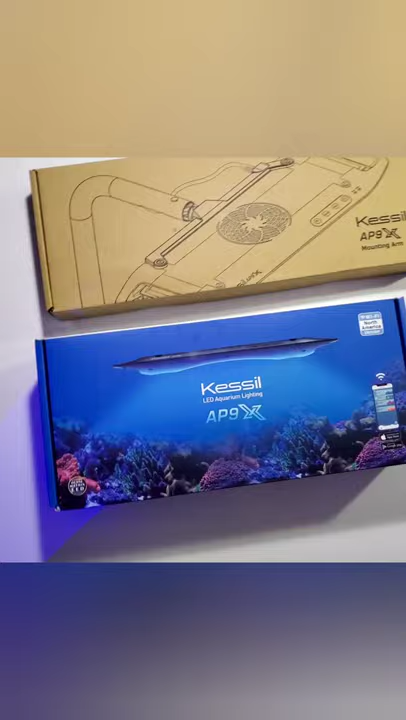 Kessil
AP9X
Mounting Arm
North
America
Kessil
LED Aquarium Lighting
AP9X